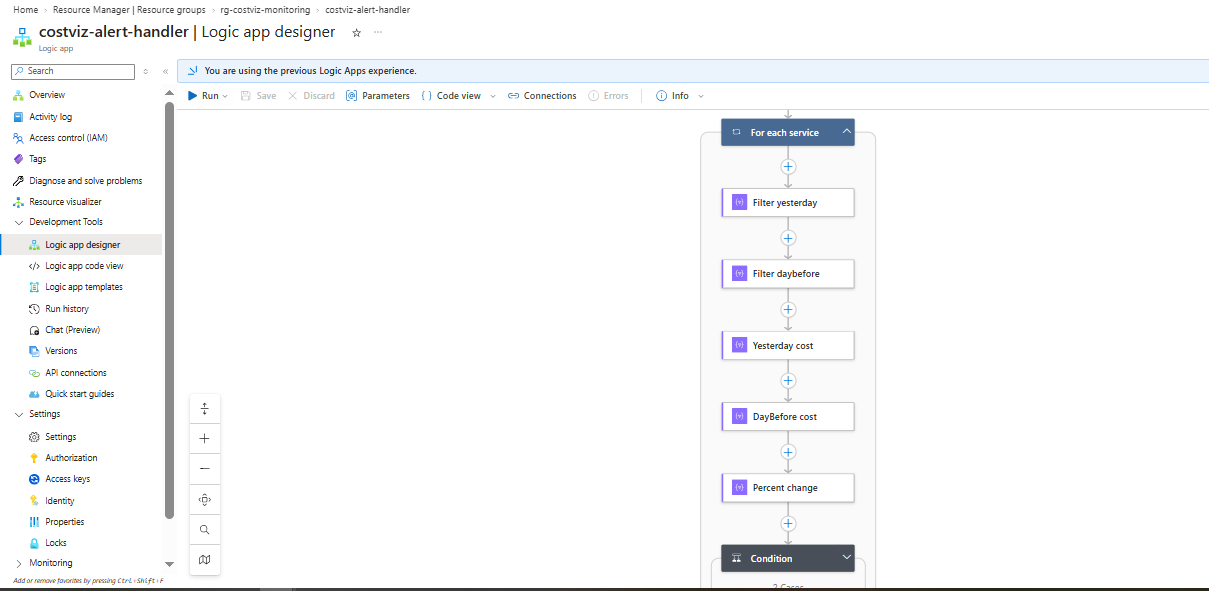 Home > Resource Manager | Resource groups > rg-costviz-monitoring > costviz-alert-handler
costviz-alert-handler | Logic app designer
Logic app
Search
You are using the previous Logic Apps experience.
Run
Save
Discard
Parameters
Code view
Connections
Errors
Info
Overview
Activity log
Access control (IAM)
Tags
Diagnose and solve problems
Resource visualizer
Development Tools
Logic app designer
Logic app code view
Logic app templates
Run history
Chat (Preview)
Versions
API connections
Quick start guides
Settings
Settings
Authorization
Access keys
Identity
Properties
Locks
Monitoring
Add or remove favorites by pressing Ctrl+Shift+F
For each service
Filter yesterday
Filter daybefore
Yesterday cost
DayBefore cost
Percent change
Condition
2 Cases